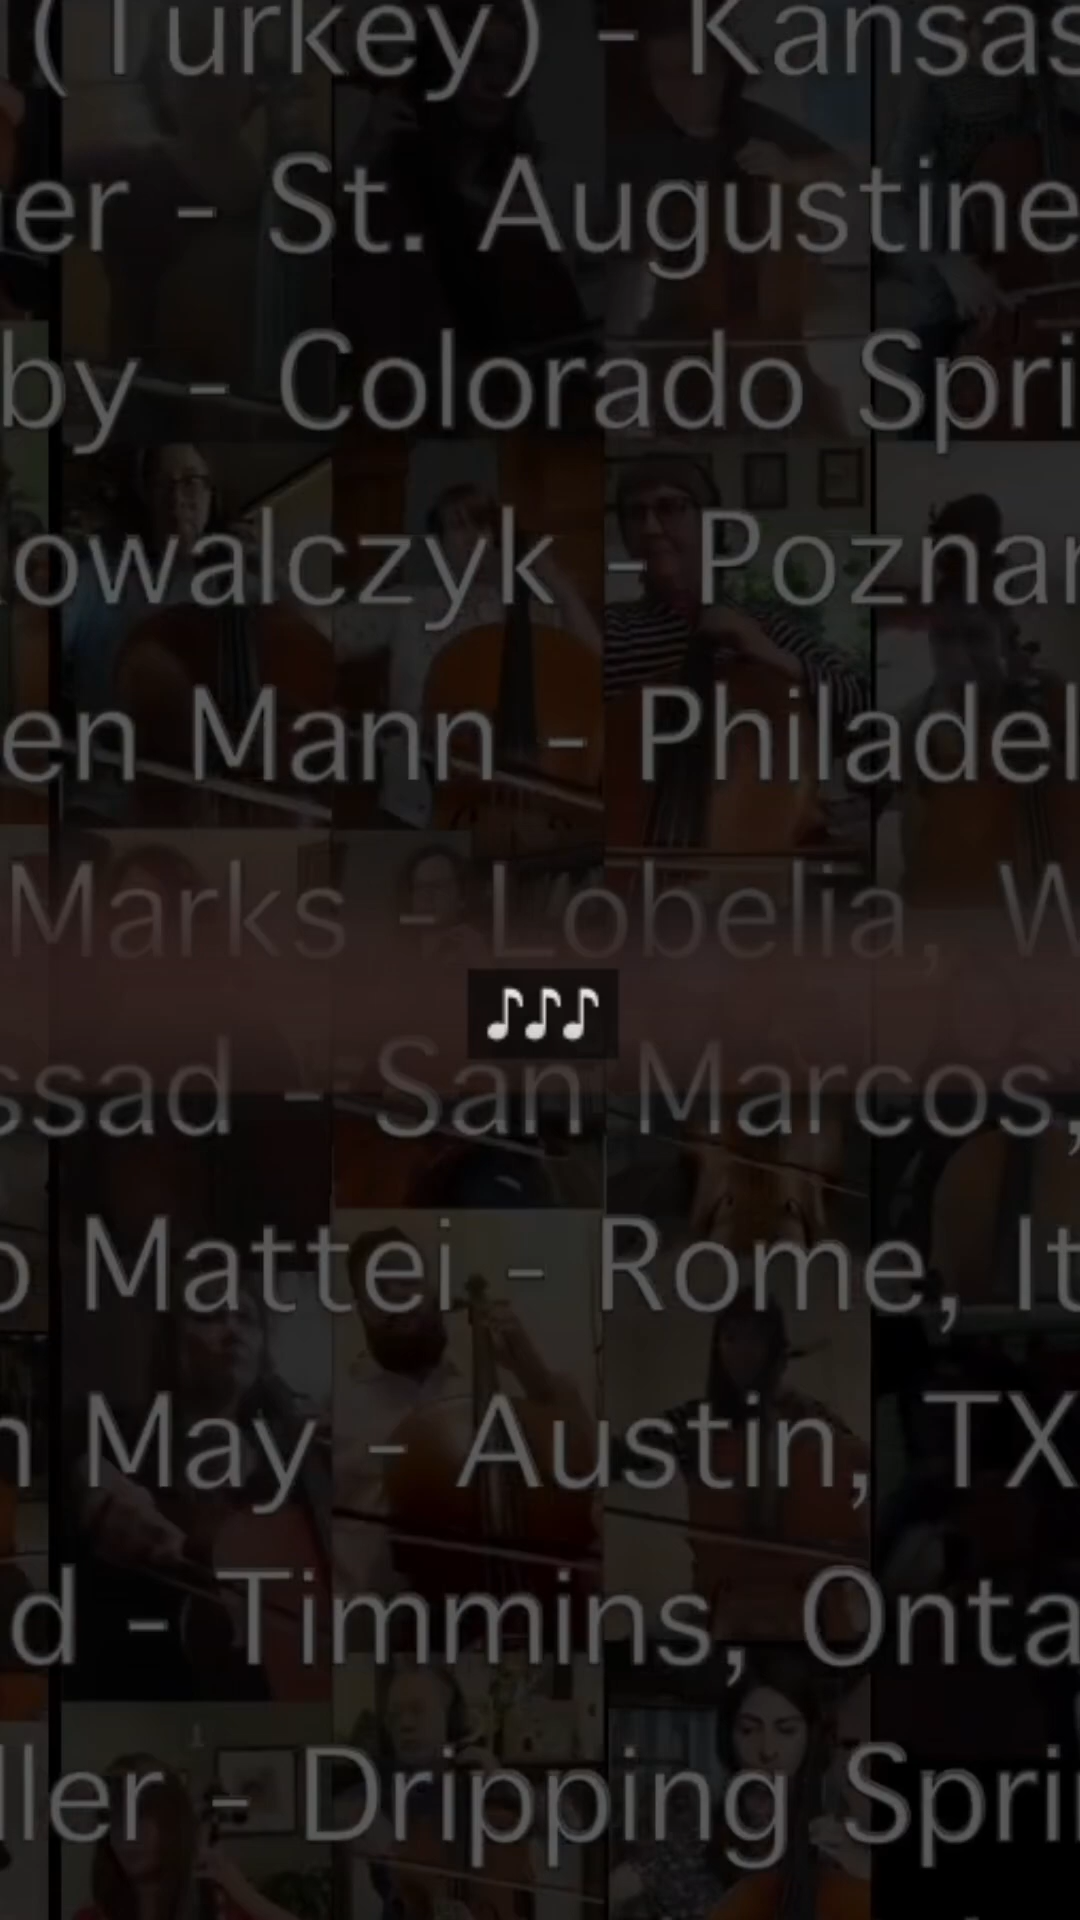 (Turkey) - Kansas
er - St. Augustine
by - Colorado Spri
owalczyk - Poznan
en Mann - Philadel
Marks - Lobelia, W
♪♪♪
ssad - San Marcos,
o Mattei - Rome, It
n May - Austin, TX
d - Timmins, Onta
ller - Dripping Spri